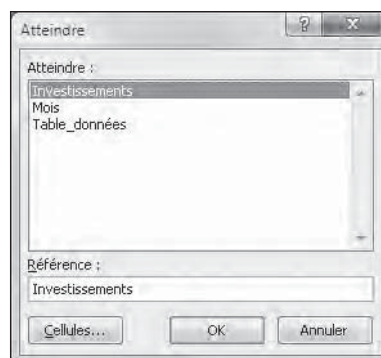 Atteindre
Atteindre :
Investissements
Mois
Table_données
Référence :
Investissements
Cellules...
OK
Annuler